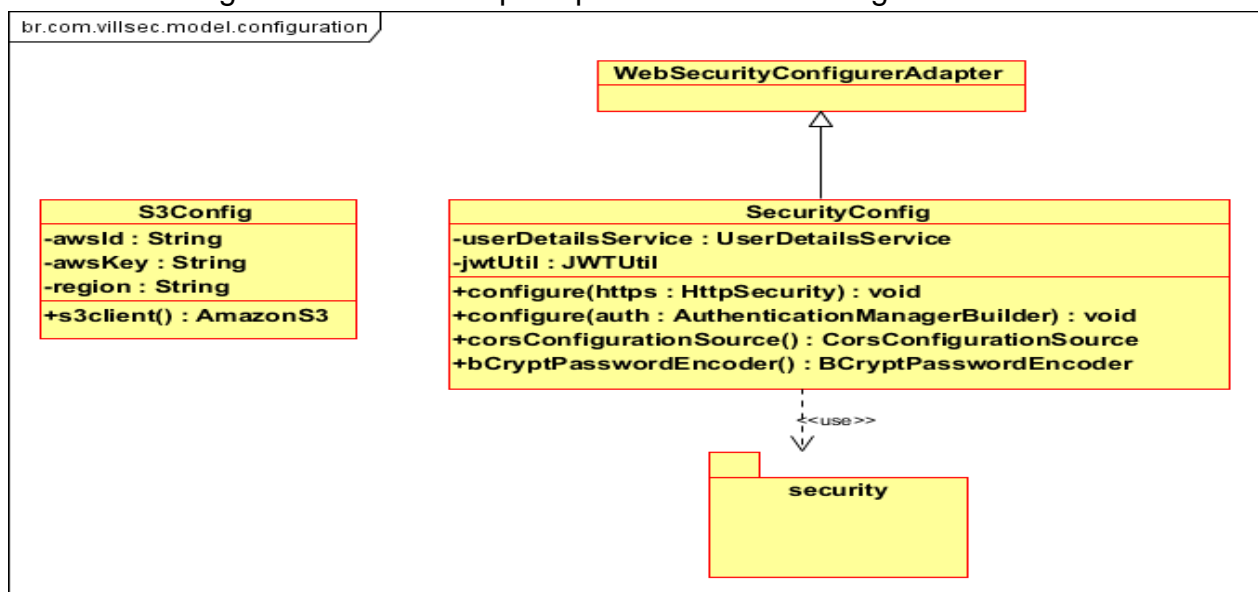 br.com.villsec.model.configuration
WebSecurityConfigurerAdapter
S3Config
-awsId : String
-awsKey : String
-region : String
+s3client() : AmazonS3
SecurityConfig
-userDetailsService : UserDetailsService
-jwtUtil : JWTUtil
+configure(https : HttpSecurity) : void
+configure(auth : AuthenticationManagerBuilder) : void
+corsConfigurationSource() : CorsConfigurationSource
+bCryptPasswordEncoder() : BCryptPasswordEncoder
<<use>>
security